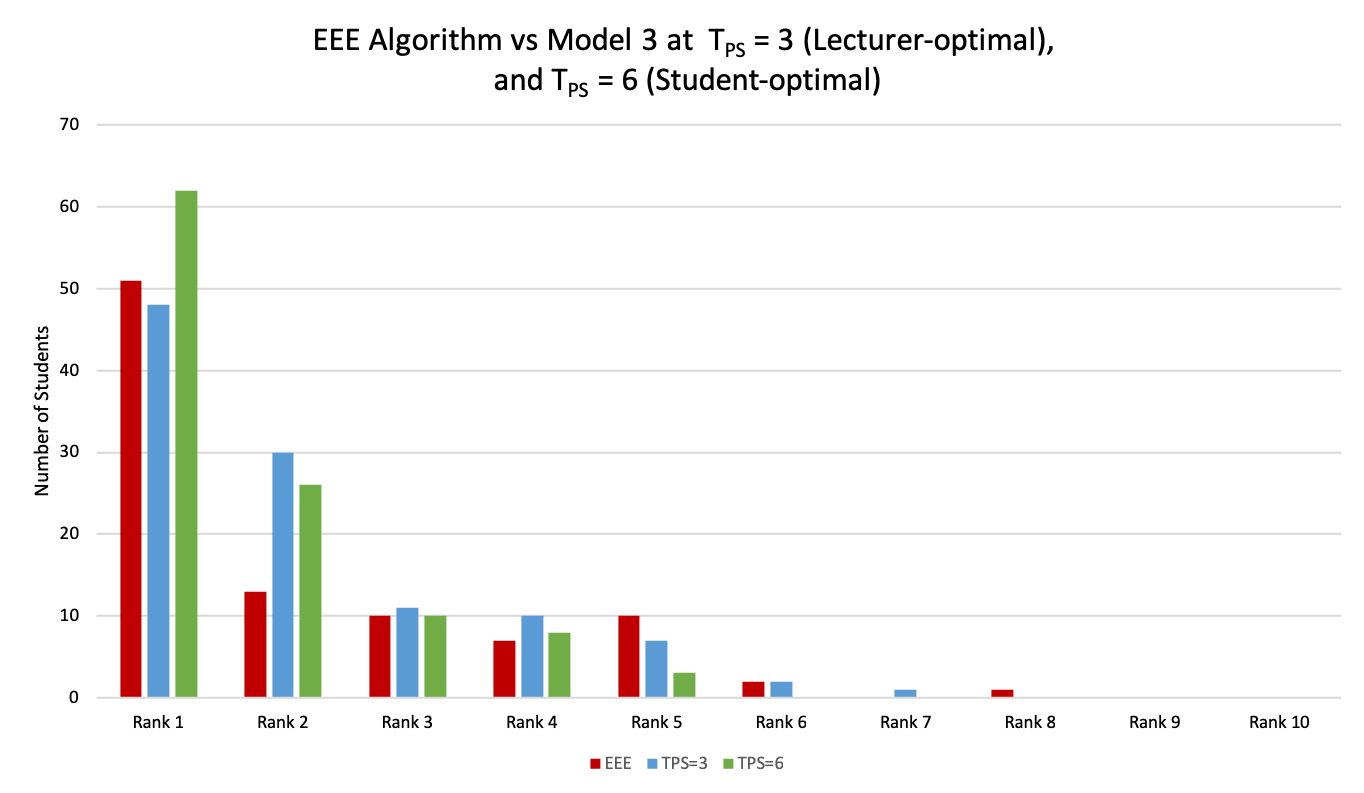 EEE Algorithm vs Model 3 at TPS = 3 (Lecturer-optimal),
and TPS = 6 (Student-optimal)
Number of Students
70
60
50
40
30
20
10
0
Rank 1 Rank 2 Rank 3 Rank 4 Rank 5 Rank 6 Rank 7 Rank 8 Rank 9 Rank 10
EEE TPS=3 TPS=6